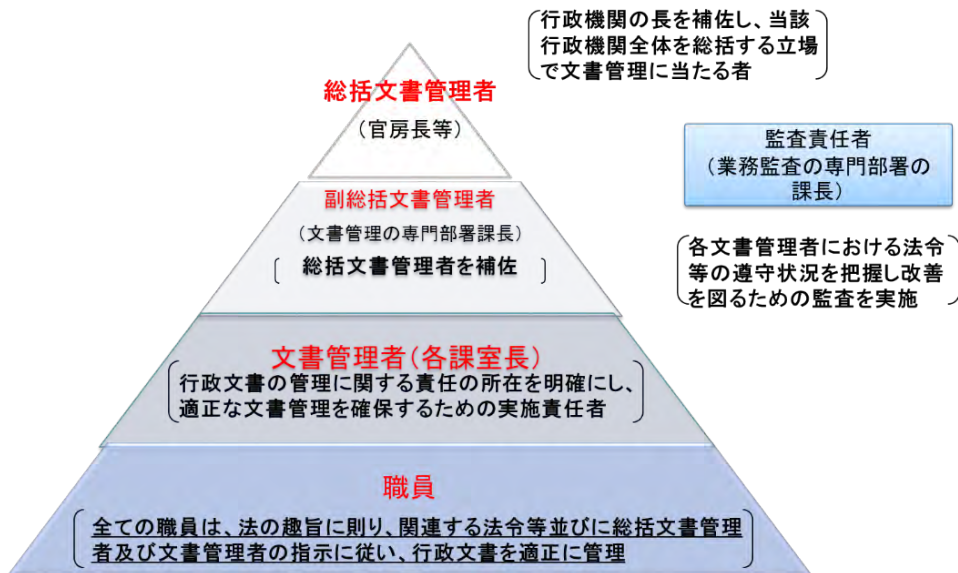 行政機関の長を補佐し、当該
行政機関全体を総括する立場
で文書管理に当たる者
総括文書管理者
（官房長等）
監査責任者
（業務監査の専門部署の
課長）
副総括文書管理者
（文書管理の専門部署課長）
総括文書管理者を補佐
各文書管理者における法令
等の遵守状況を把握し改善
を図るための監査を実施
文書管理者（各課室長）
行政文書の管理に関する責任の所在を明確にし、
適正な文書管理を確保するための実施責任者
職員
全ての職員は、法の趣旨に則り、関連する法令等並びに総括文書管理
者及び文書管理者の指示に従い、行政文書を適正に管理